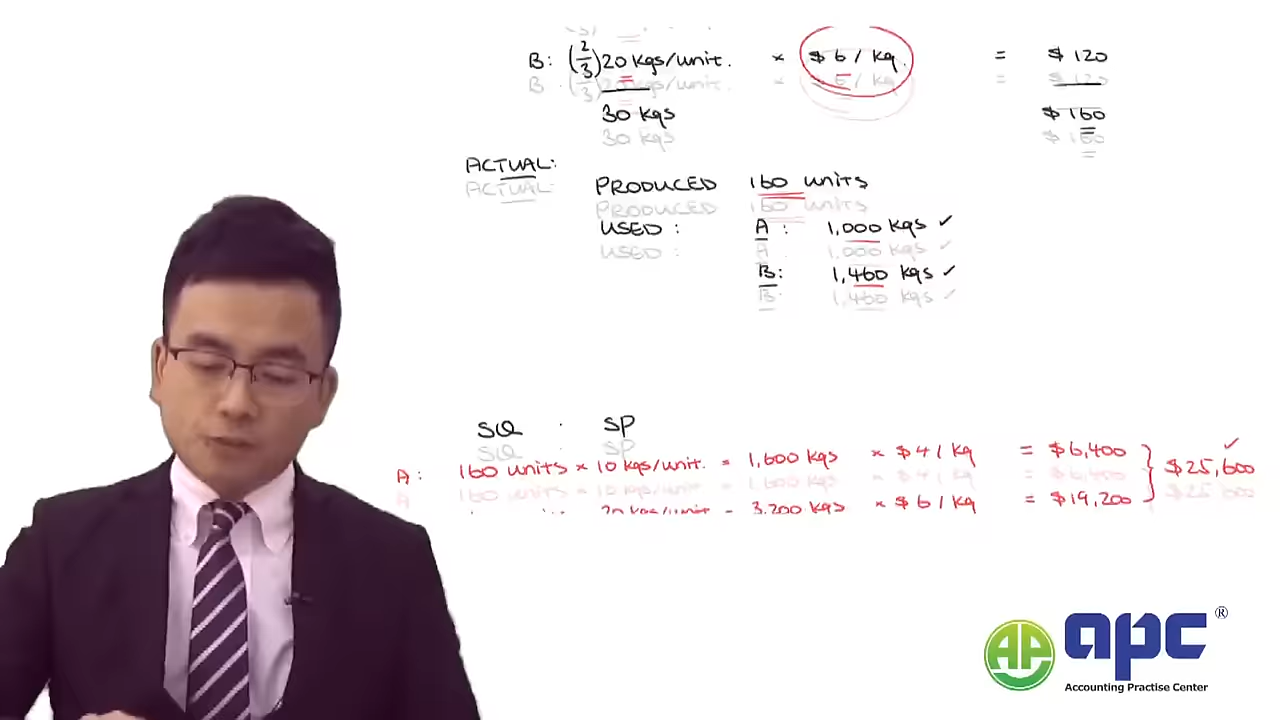 B: (2/3) 20 kgs/unit. × $6/kg. = $120
30 kgs $160
ACTUAL:
PRODUCED 160 units
USED: A: 1,000 kgs ✓
B: 1,460 kgs ✓
SQ · SP
A: 160 units × 10 kgs/unit. = 1,600 kgs × $4/kg = $6,400 } $25,600 ✓
20 kgs/unit = 3,200 kgs × $6/kg = $19,200
AP apc®
Accounting Practise Center